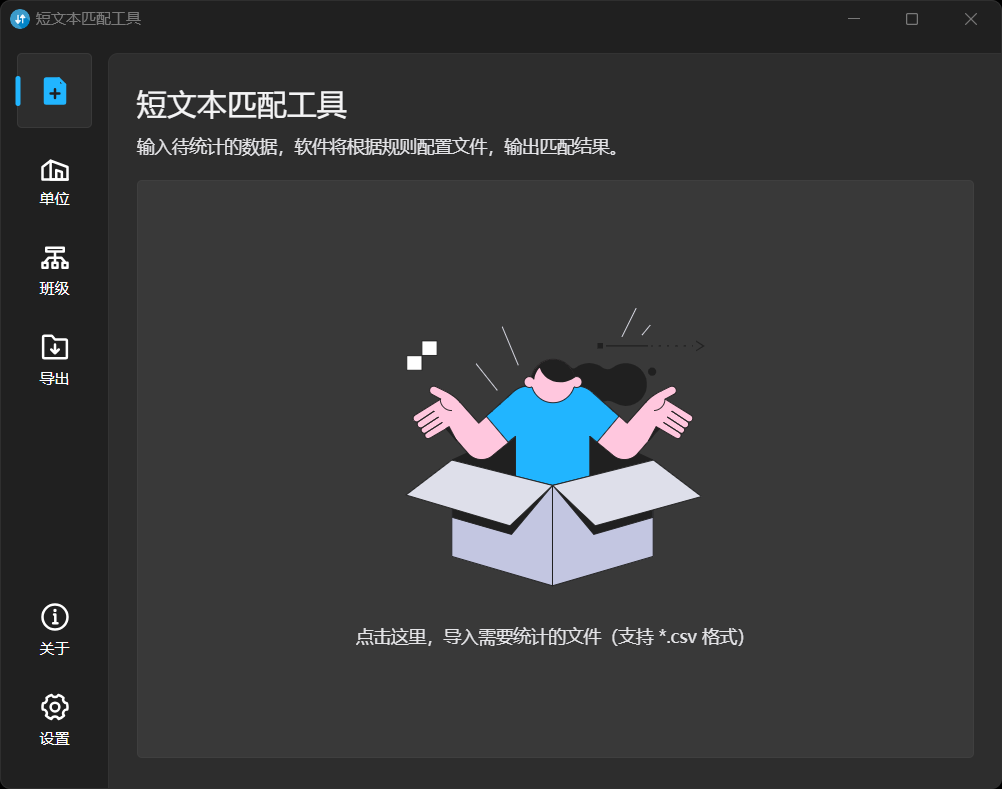 短文本匹配工具
单位
班级
导出
关于
设置
短文本匹配工具
输入待统计的数据，软件将根据规则配置文件，输出匹配结果。
点击这里，导入需要统计的文件（支持 *.csv 格式）